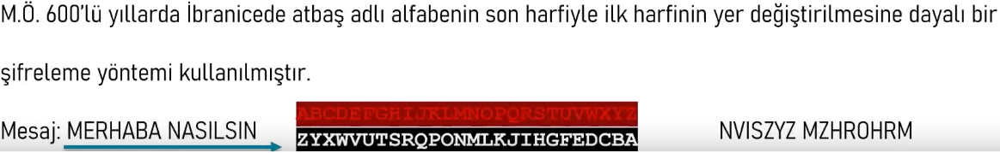 M.Ö. 600'lü yıllarda İbranicede atbaş adlı alfabenin son harfiyle ilk harfinin yer değiştirilmesine dayalı bir
şifreleme yöntemi kullanılmıştır.
ABCDEFGHIJKLMNOPQRSTUVWXYZ
Mesaj: MERHABA NASILSIN ZYXWVUTSRQPONMLKJIHGFEDCBA NVISZYZ MZHROHRM